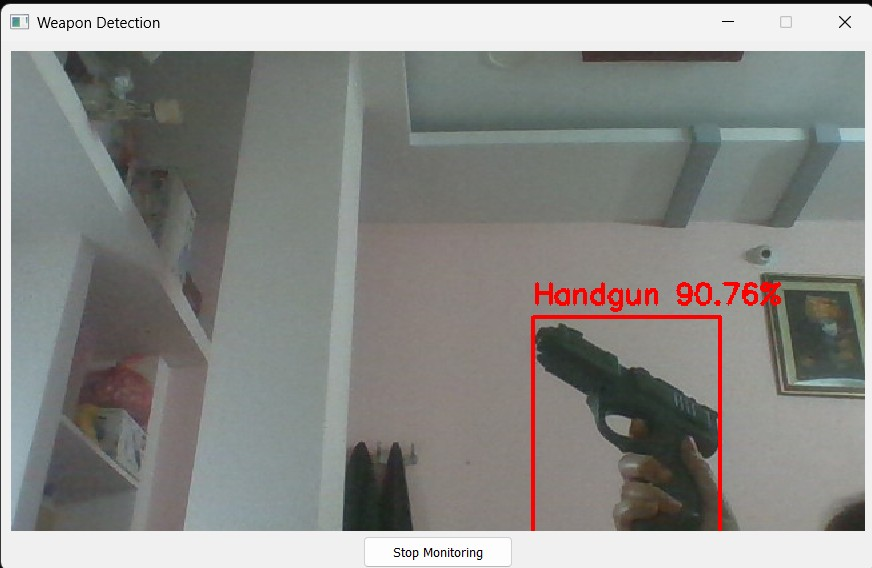 Weapon Detection
Handgun 90.76%
Stop Monitoring